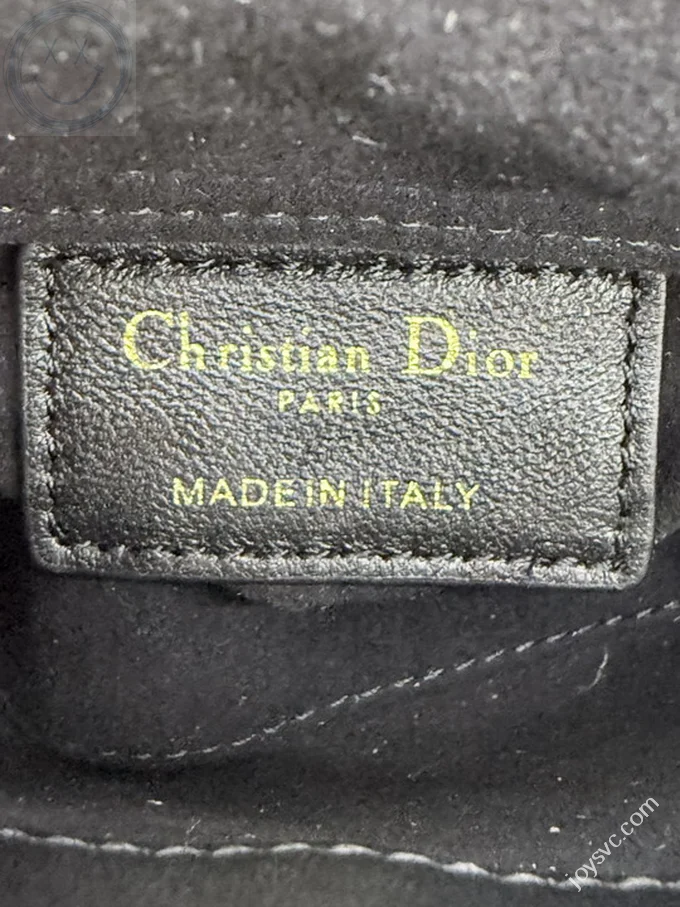 Christian Dior
PARIS
MADE IN ITALY
joysvc.com